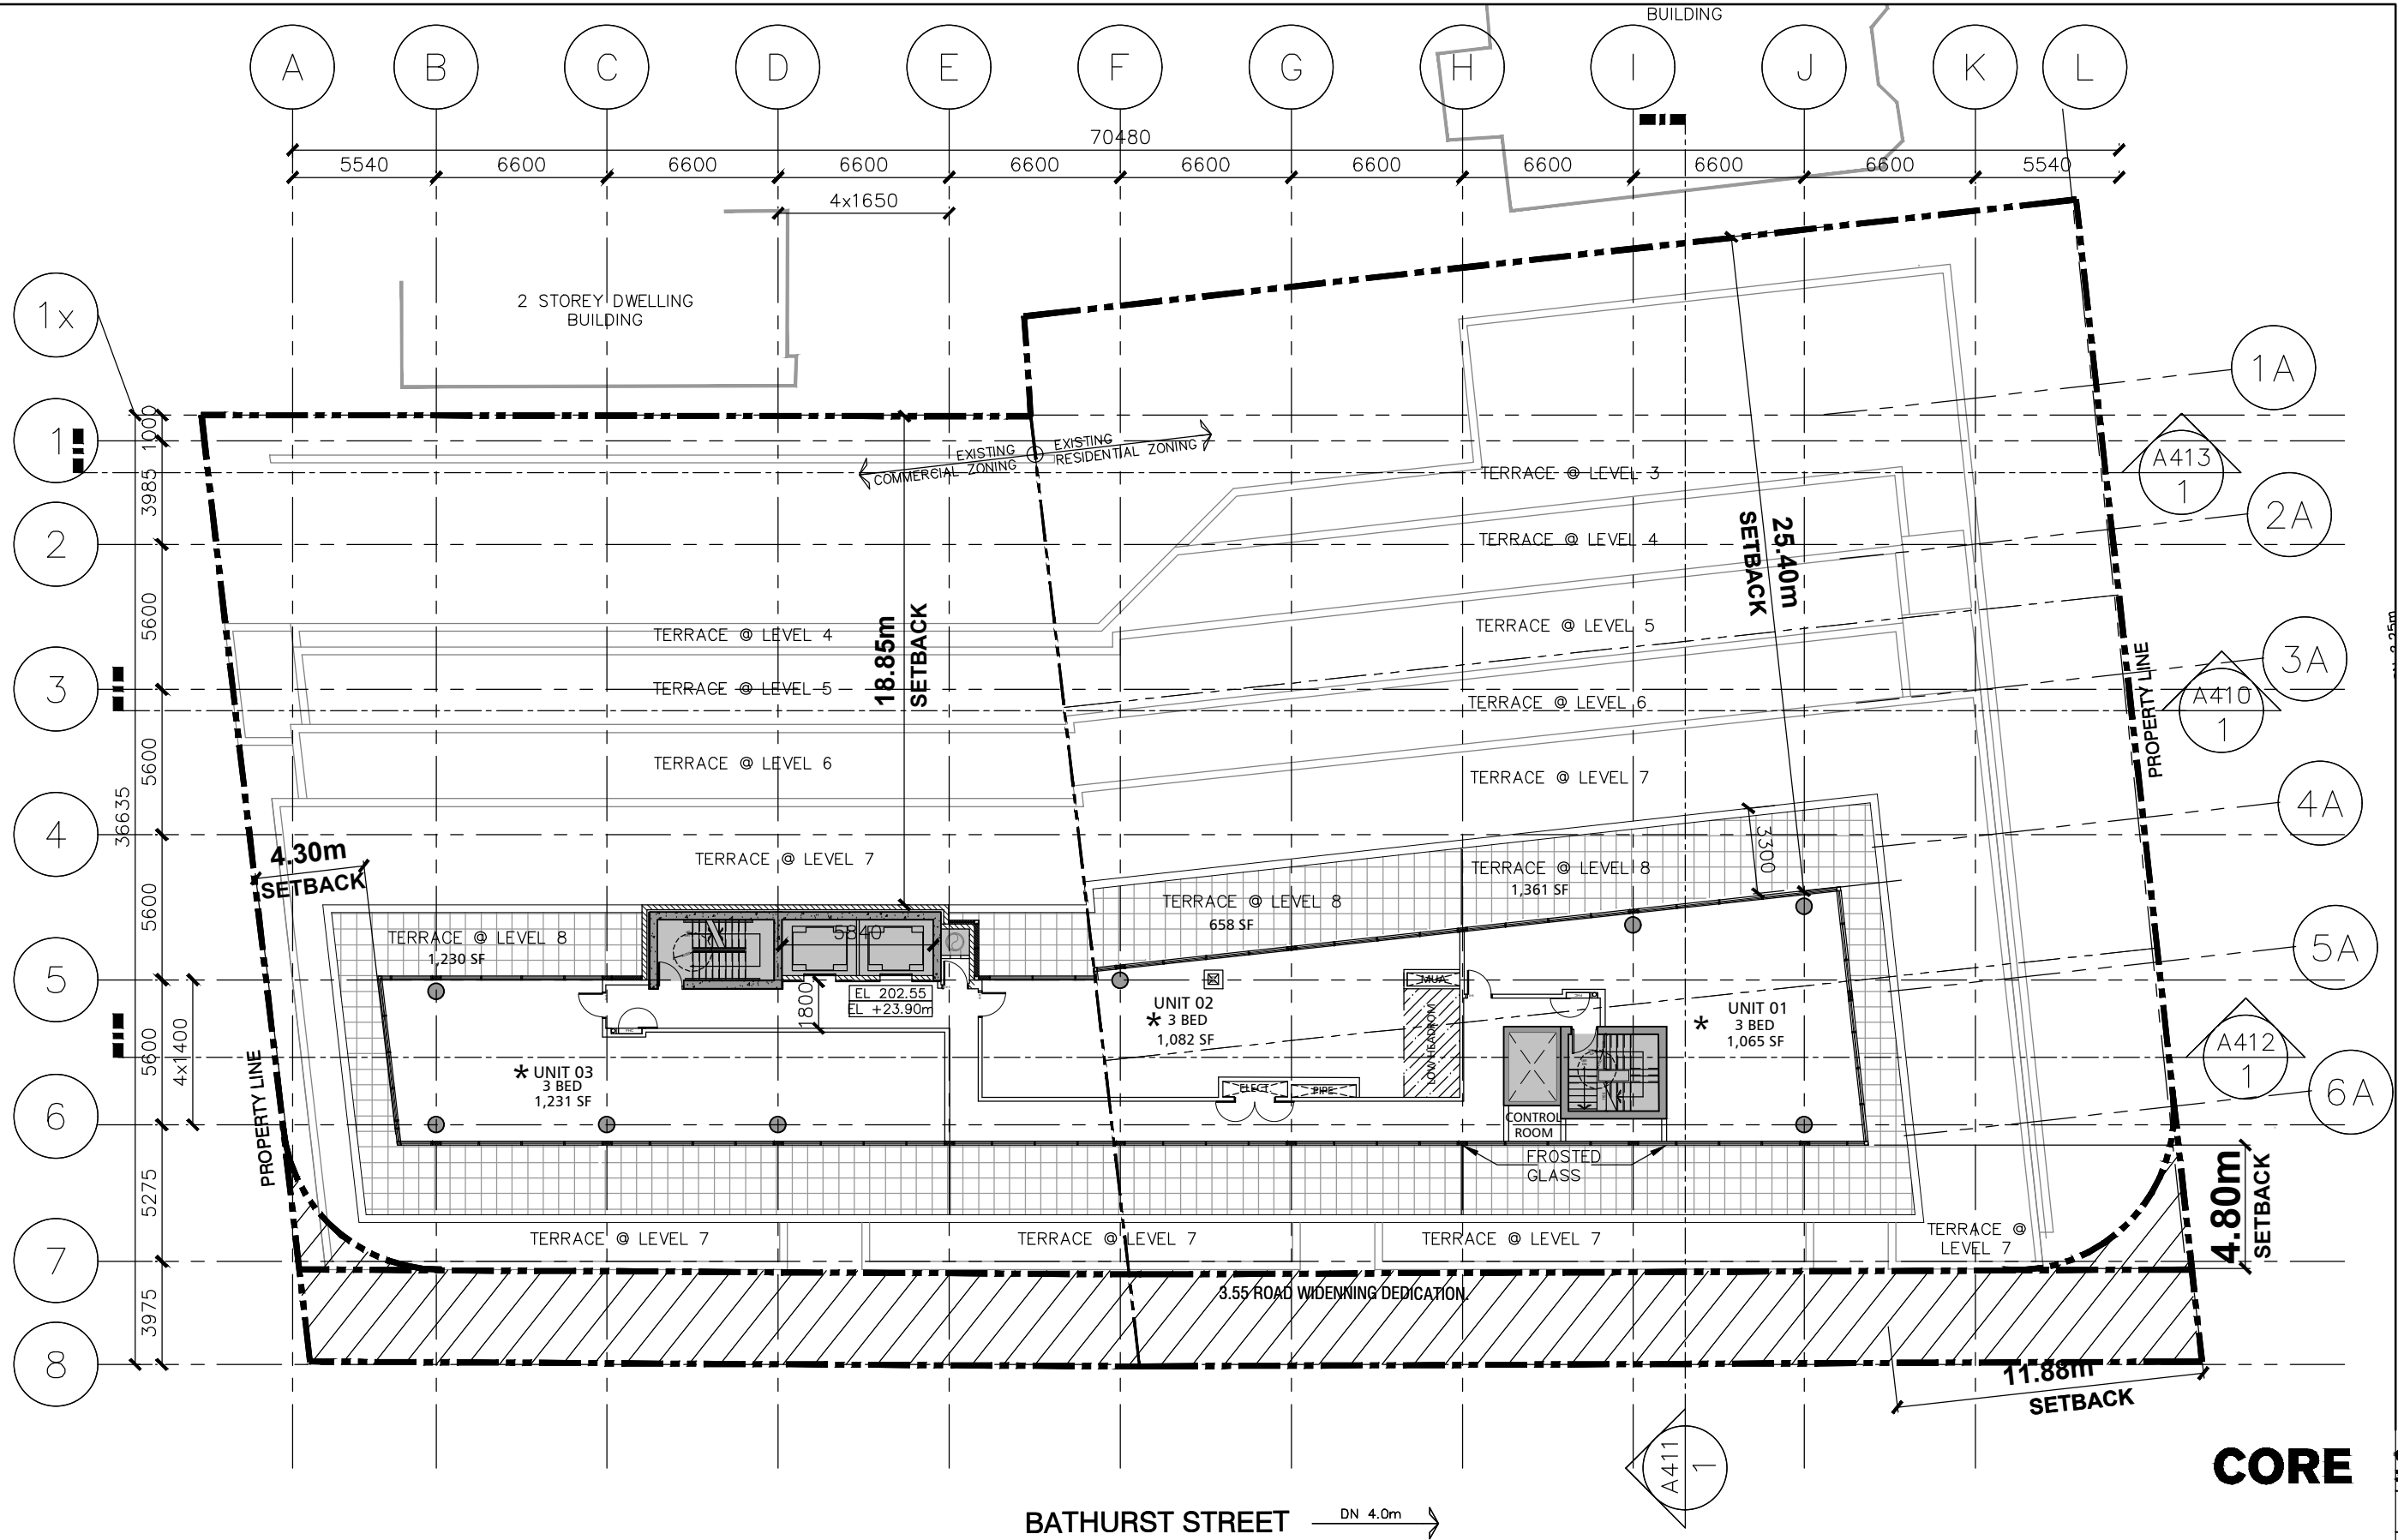 BUILDING
A
B
C
D
E
F
G
H
I
J
K
L
70480
5540
6600
6600
6600
6600
6600
6600
6600
6600
6600
5540
4x1650
2 STOREY DWELLING
BUILDING
1x
1
2
3
4
5
6
7
8
1000
3985
5600
5600
5600
5600
5275
3975
36635
4x1400
1A
2A
3A
4A
5A
6A
A413
1
A410
1
A412
1
A411
1
EXISTING
COMMERCIAL ZONING
EXISTING
RESIDENTIAL ZONING
TERRACE @ LEVEL 3
TERRACE @ LEVEL 4
TERRACE @ LEVEL 5
TERRACE @ LEVEL 6
TERRACE @ LEVEL 7
25.40m
SETBACK
18.85m
SETBACK
TERRACE @ LEVEL 4
TERRACE @ LEVEL 5
TERRACE @ LEVEL 6
TERRACE @ LEVEL 7
4.30m
SETBACK
PROPERTY LINE
PROPERTY LINE
3300
TERRACE @ LEVEL 8
1,361 SF
TERRACE @ LEVEL 8
658 SF
TERRACE @ LEVEL 8
1,230 SF
5840
1800
EL 202.55
EL +23.90m
UNIT 02
* 3 BED
1,082 SF
MUA
LOW HEADROOM
UNIT 01
* 3 BED
1,065 SF
* UNIT 03
3 BED
1,231 SF
ELECT
PIPE
CONTROL
ROOM
FROSTED
GLASS
TERRACE @ LEVEL 7
TERRACE @ LEVEL 7
TERRACE @ LEVEL 7
TERRACE @
LEVEL 7
4.80m
SETBACK
3.55 ROAD WIDENNING DEDICATION.
11.88m
SETBACK
CORE
BATHURST STREET
DN 4.0m